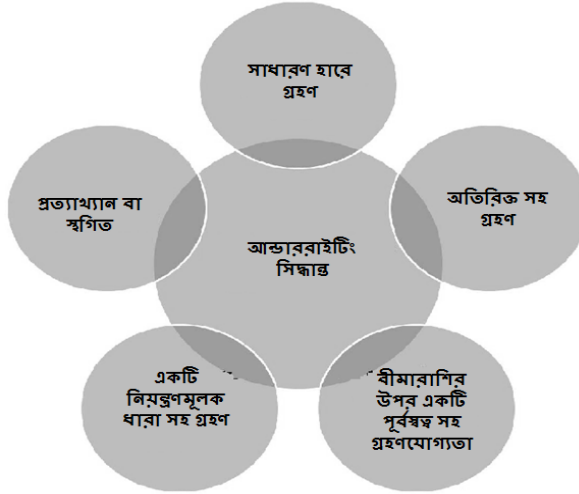 সাধারণ হারে
গ্রহণ
প্রত্যাখ্যান বা
স্থগিত
অতিরিক্ত সহ
গ্রহণ
আন্ডাররাইটিং
সিদ্ধান্ত
একটি
নিয়ন্ত্রণমূলক
ধারা সহ গ্রহণ
বীমারাশির
উপর একটি
পূর্বস্বত্ব সহ
গ্রহণযোগ্যতা